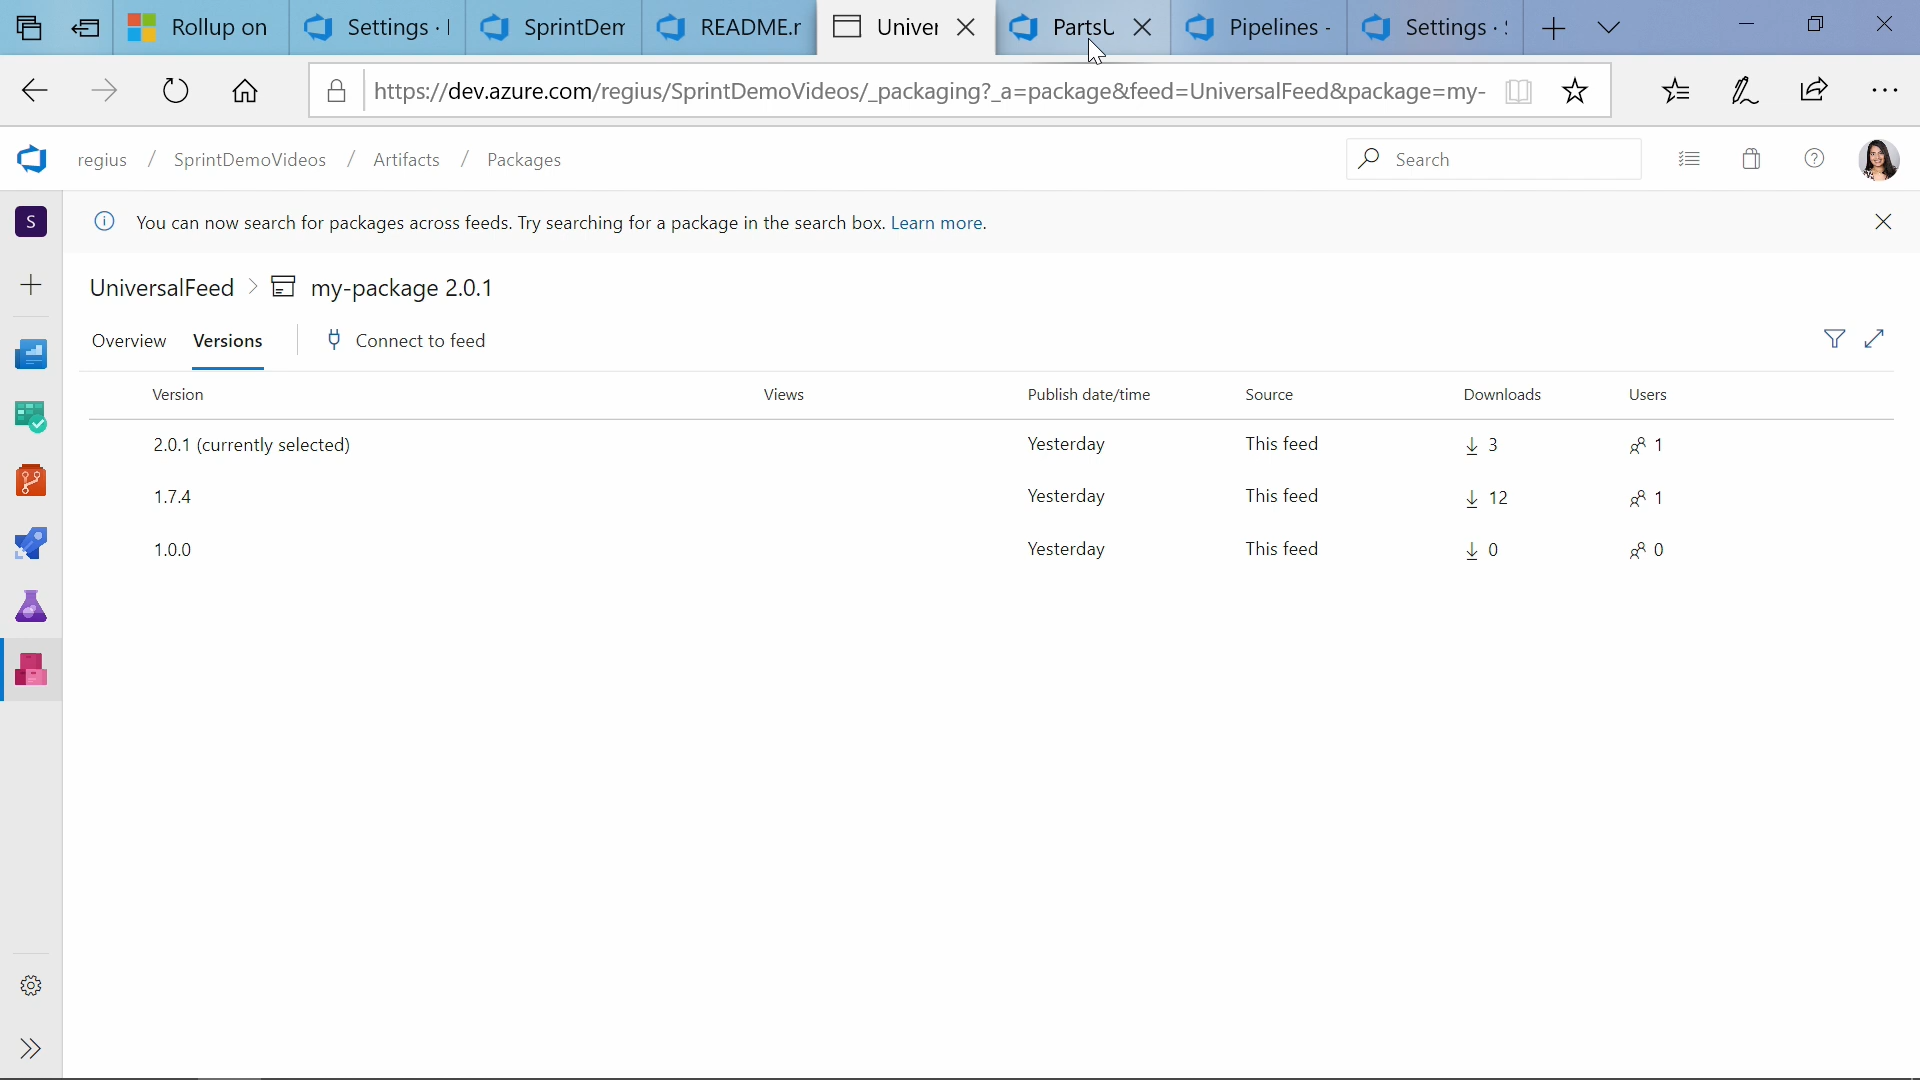 Rollup on
Settings ·
SprintDem
README.r
Univer
PartsU
Pipelines -
Settings ·
https://dev.azure.com/regius/SprintDemoVideos/_packaging?_a=package&feed=UniversalFeed&package=my-
regius / SprintDemoVideos / Artifacts / Packages
Search
S
You can now search for packages across feeds. Try searching for a package in the search box. Learn more.
UniversalFeed > my-package 2.0.1
Overview Versions Connect to feed
Version Views Publish date/time Source Downloads Users
2.0.1 (currently selected) Yesterday This feed 3 1
1.7.4 Yesterday This feed 12 1
1.0.0 Yesterday This feed 0 0